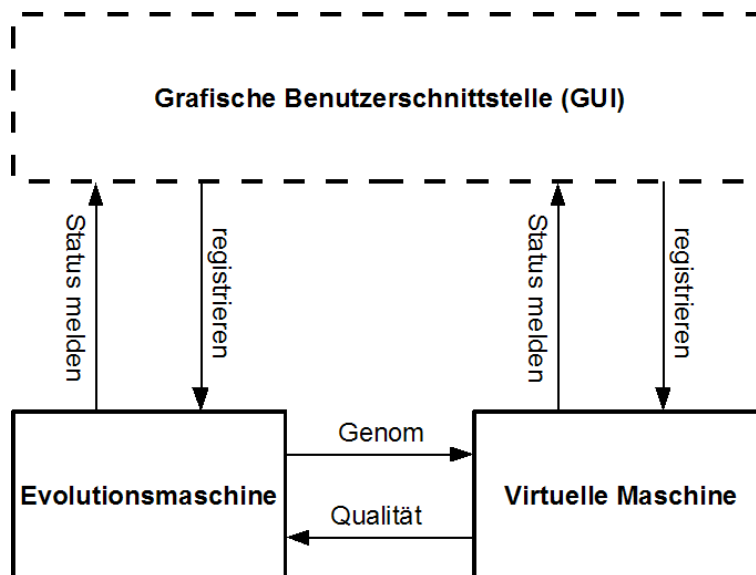 Grafische Benutzerschnittstelle (GUI)
Status melden
registrieren
Status melden
registrieren
Genom
Evolutionsmaschine
Virtuelle Maschine
Qualität